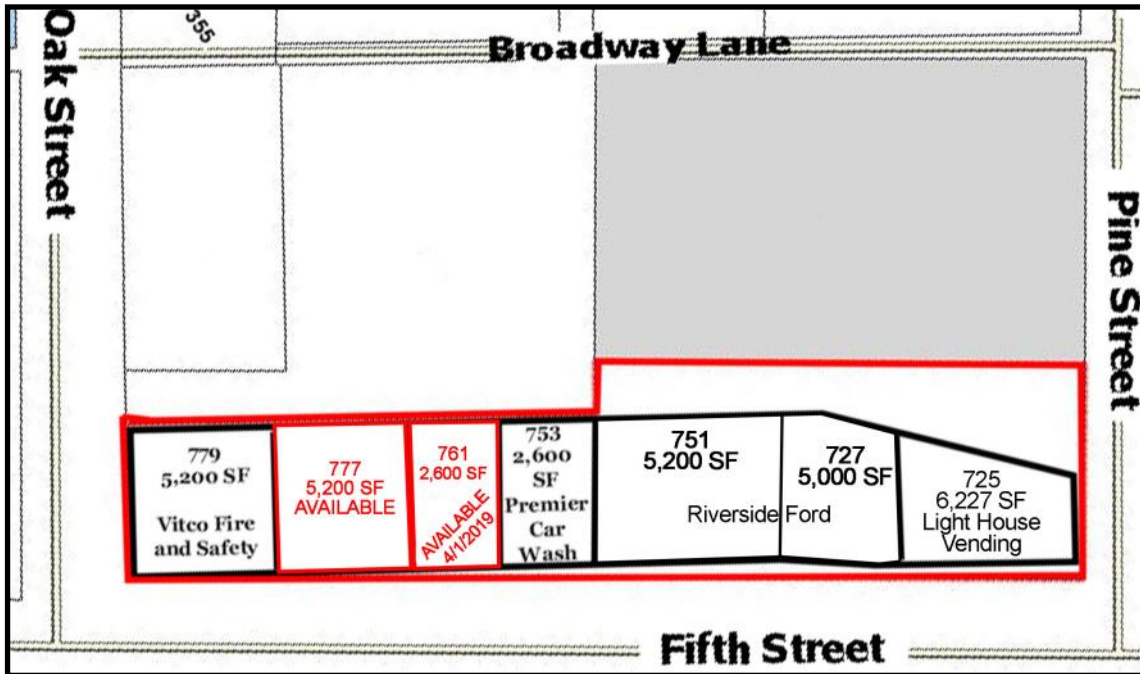 Oak Street
355
Broadway Lane
Pine Street
779
5,200 SF
Vitco Fire
and Safety
777
5,200 SF
AVAILABLE
761
2,600 SF
AVAILABLE
4/1/2019
753
2,600
SF
Premier
Car
Wash
751
5,200 SF
727
5,000 SF
Riverside Ford
725
6,227 SF
Light House
Vending
Fifth Street